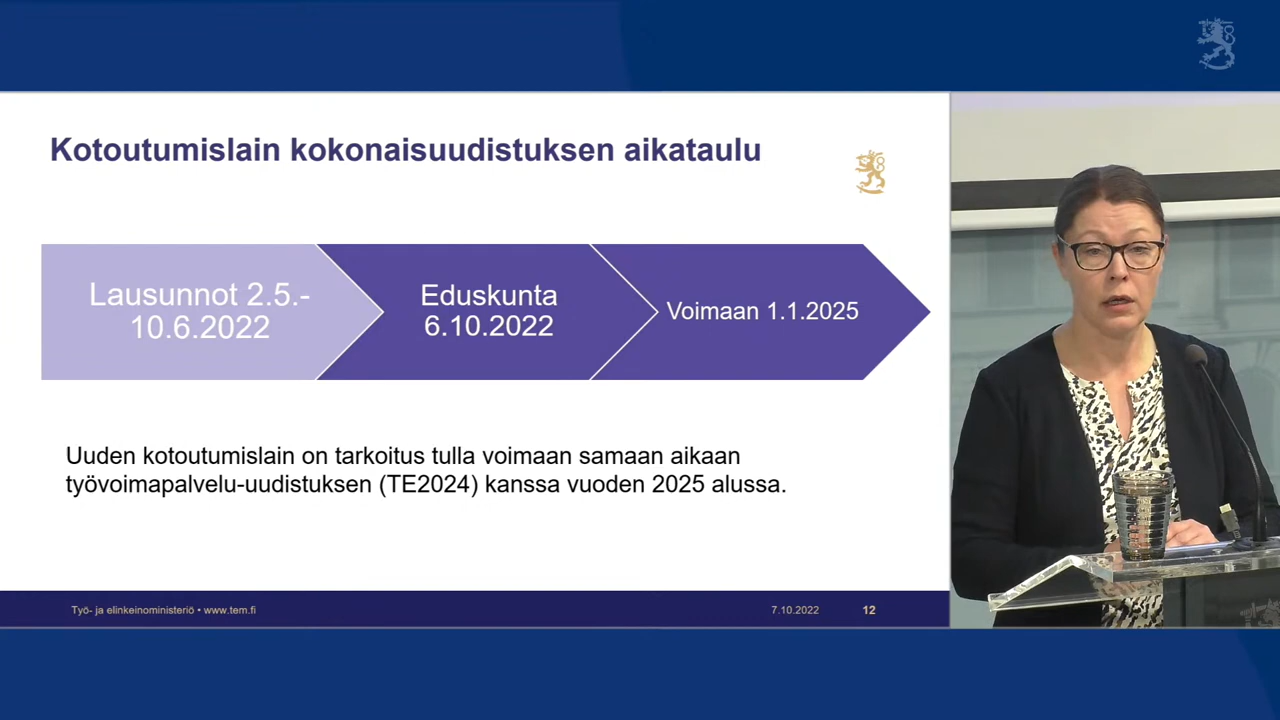 Kotoutumislain kokonaisuudistuksen aikataulu
Lausunnot 2.5.-
10.6.2022
Eduskunta
6.10.2022
Voimaan 1.1.2025
Uuden kotoutumislain on tarkoitus tulla voimaan samaan aikaan
työvoimapalvelu-uudistuksen (TE2024) kanssa vuoden 2025 alussa.
Työ- ja elinkeinoministeriö • www.tem.fi
7.10.2022
12